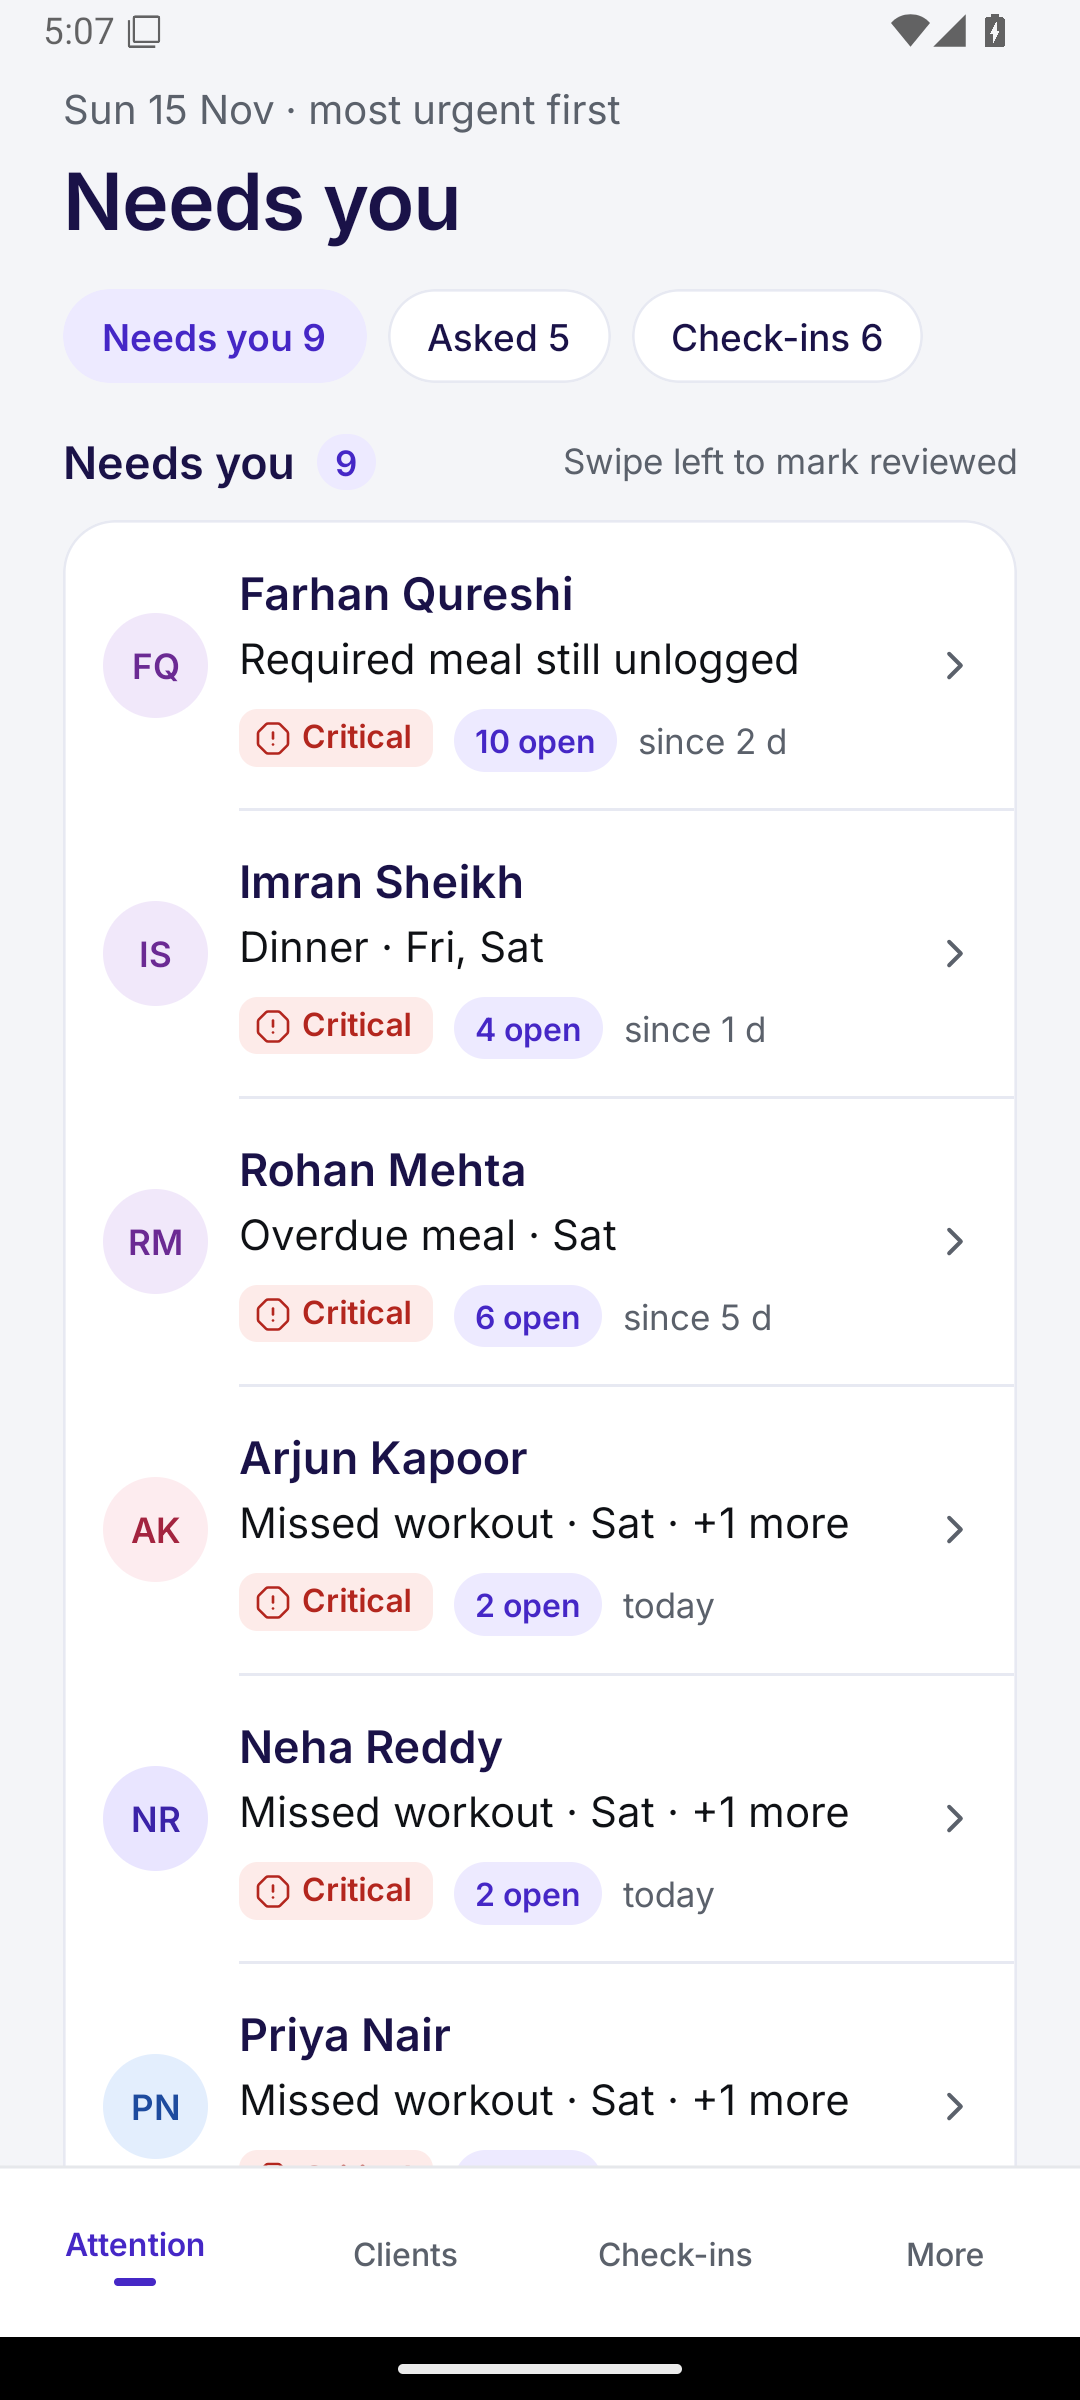 5:07
Sun 15 Nov · most urgent first
Needs you
Needs you 9
Asked 5
Check-ins 6
Needs you 9
Swipe left to mark reviewed
FQ
Farhan Qureshi
Required meal still unlogged
Critical
10 open
since 2 d
IS
Imran Sheikh
Dinner · Fri, Sat
Critical
4 open
since 1 d
RM
Rohan Mehta
Overdue meal · Sat
Critical
6 open
since 5 d
AK
Arjun Kapoor
Missed workout · Sat · +1 more
Critical
2 open
today
NR
Neha Reddy
Missed workout · Sat · +1 more
Critical
2 open
today
PN
Priya Nair
Missed workout · Sat · +1 more
Attention
Clients
Check-ins
More